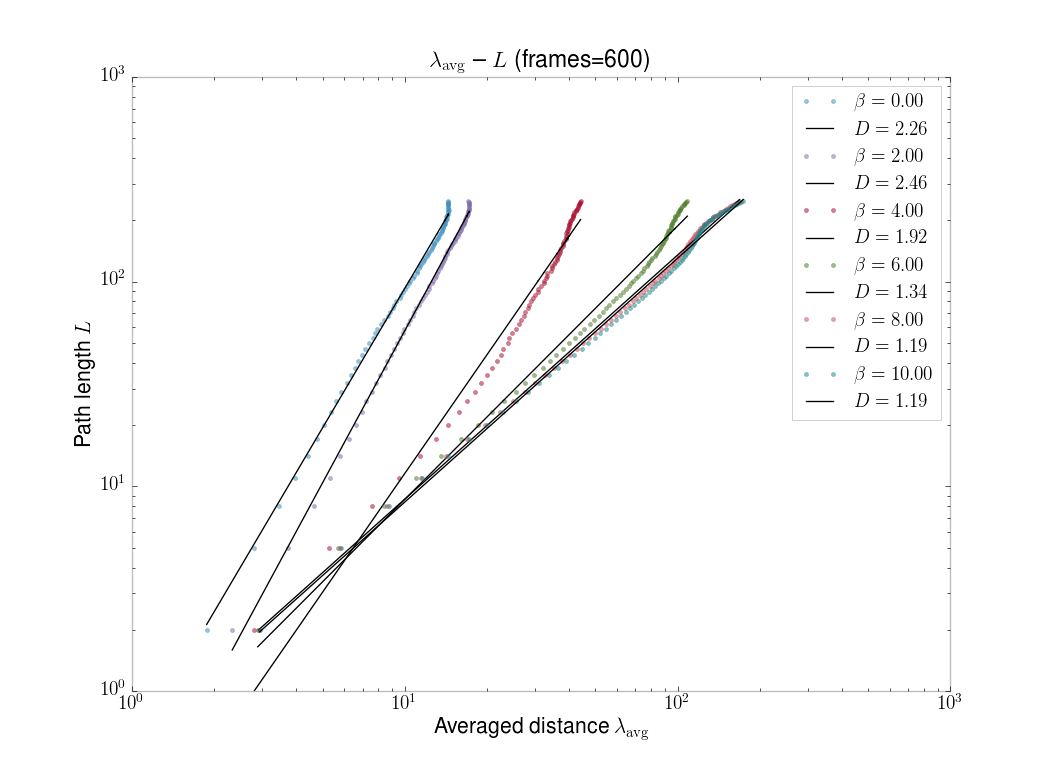 λavg − L (frames=600)
10³
10²
10¹
10⁰
Path length L
β = 0.00
D = 2.26
β = 2.00
D = 2.46
β = 4.00
D = 1.92
β = 6.00
D = 1.34
β = 8.00
D = 1.19
β = 10.00
D = 1.19
10⁰ 10¹ 10² 10³
Averaged distance λavg